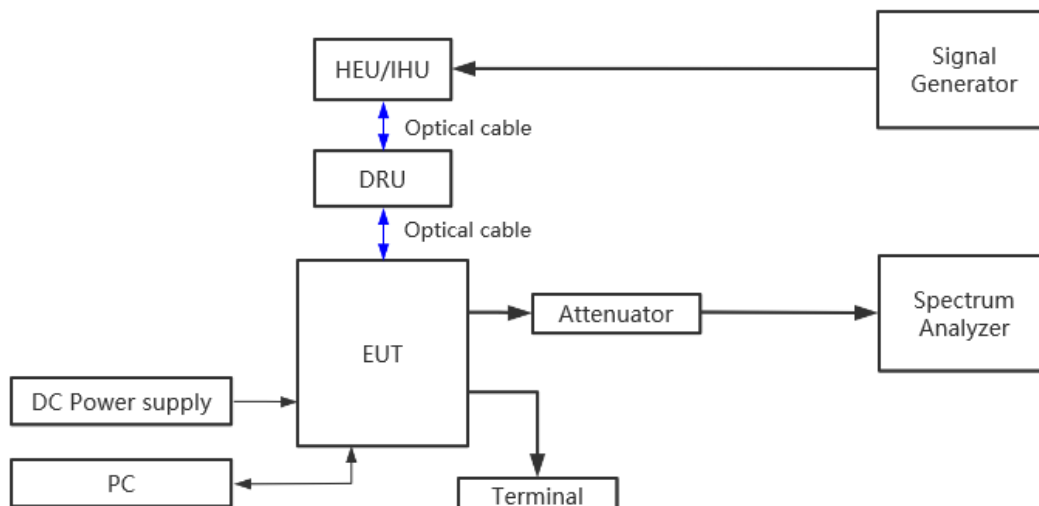 HEU/IHU
Signal
Generator
Optical cable
DRU
Optical cable
EUT
Attenuator
Spectrum
Analyzer
DC Power supply
PC
Terminal